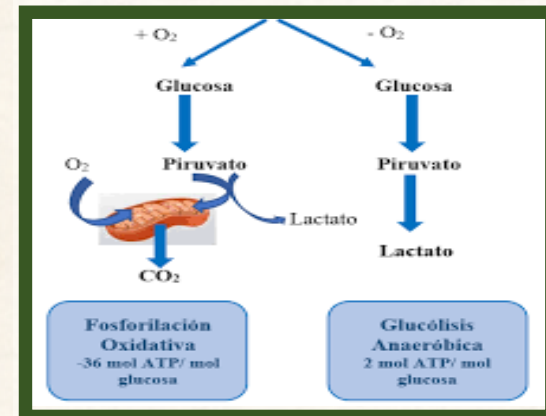 + O₂
- O₂
Glucosa
Glucosa
O₂
Piruvato
Piruvato
Lactato
Lactato
CO₂
Fosforilación
Oxidativa
-36 mol ATP/ mol
glucosa
Glucólisis
Anaeróbica
2 mol ATP/ mol
glucosa